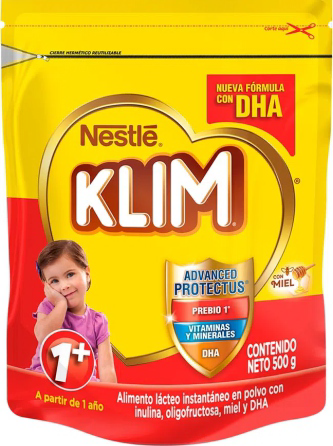 corte aquí
CIERRE HERMÉTICO REUTILIZABLE
NUEVA FÓRMULA
CON DHA
Nestlé®
KLIM®
ADVANCED
PROTECTUS®
PREBIO 1®
VITAMINAS
Y MINERALES
DHA
CON
MIEL
1+
A partir de 1 año
CONTENIDO
NETO 500 g
Alimento lácteo instantáneo en polvo con
inulina, oligofructosa, miel y DHA